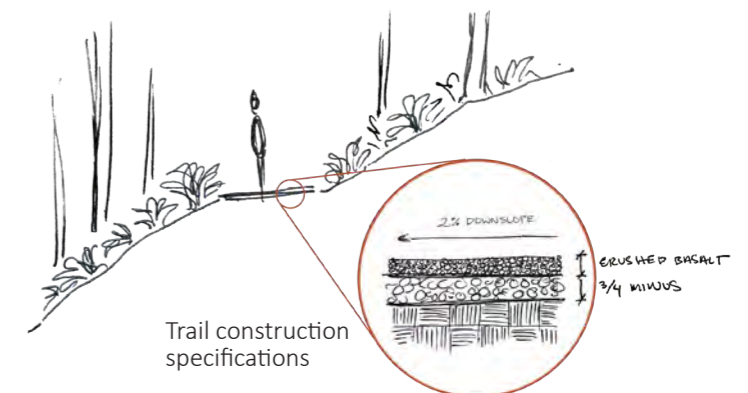 2% DOWNSLOPE
CRUSHED BASALT
3/4 MINUS
Trail construction
specifications